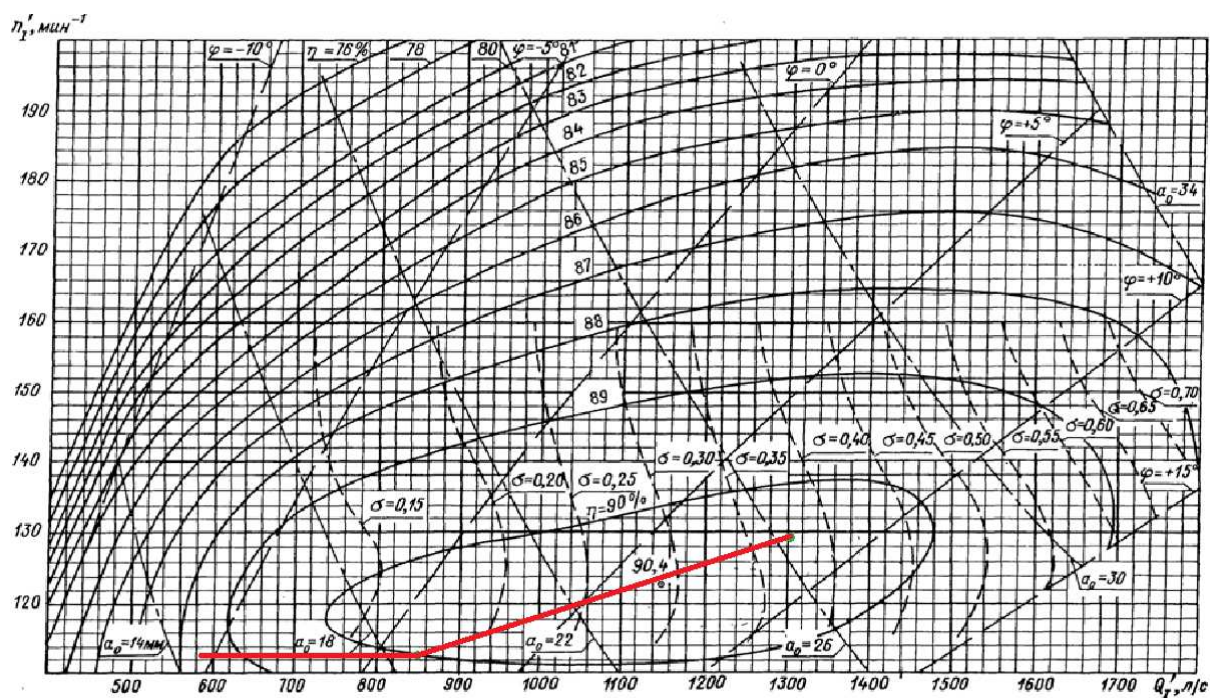 n'I, мин⁻¹
φ=-10° η=76% 78 80 φ=-5° 81
82
83
84
85
86
87
88
89
φ=0°
φ=+5°
a₀=34
φ=+10°
190
180
170
160
150
140
130
120
σ=0,70
σ=0,65
σ=0,60
σ=0,55
σ=0,50
σ=0,45
σ=0,40
σ=0,35
σ=0,30
σ=0,25
σ=0,20
σ=0,15
η=90%
φ=+15°
90,4
a₀=14мм a₀=18 a₀=22 a₀=26 a₀=30
500 600 700 800 900 1000 1100 1200 1300 1400 1500 1600 1700 Q'I, л/с